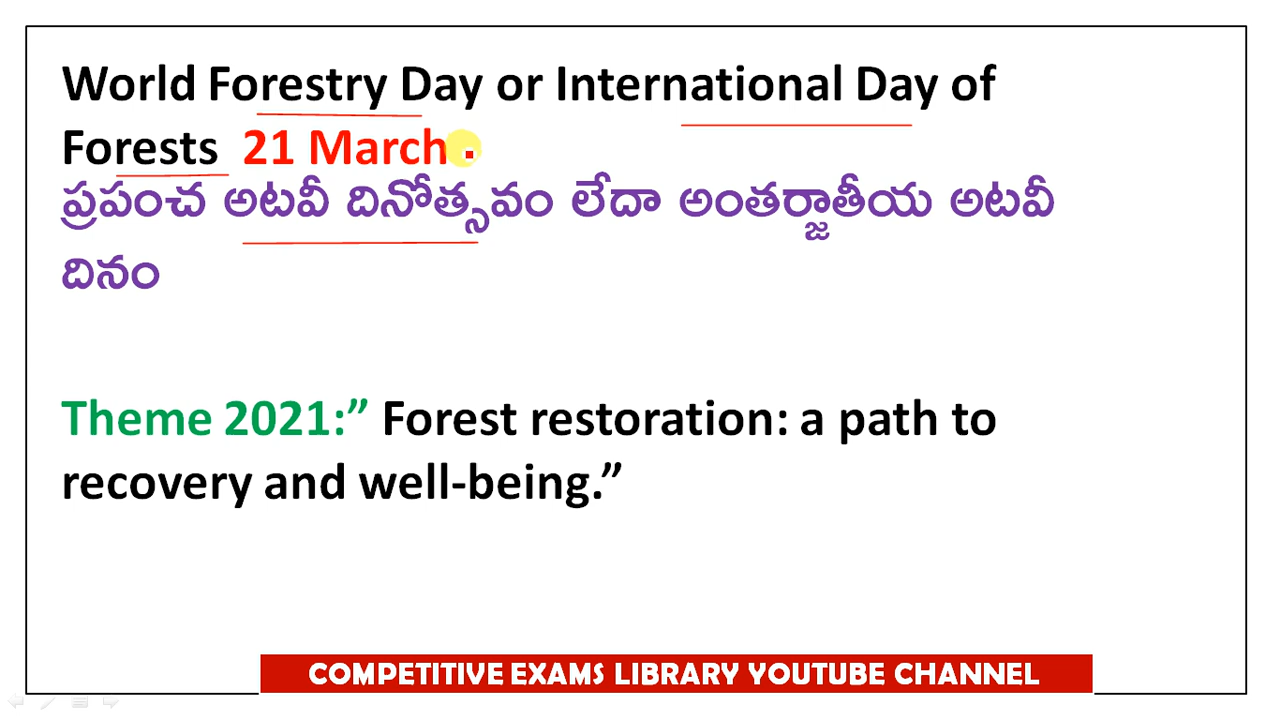 World Forestry Day or International Day of
Forests 21 March
ప్రపంచ అటవీ దినోత్సవం లేదా అంతర్జాతీయ అటవీ
దినం
Theme 2021:” Forest restoration: a path to
recovery and well-being.”
COMPETITIVE EXAMS LIBRARY YOUTUBE CHANNEL